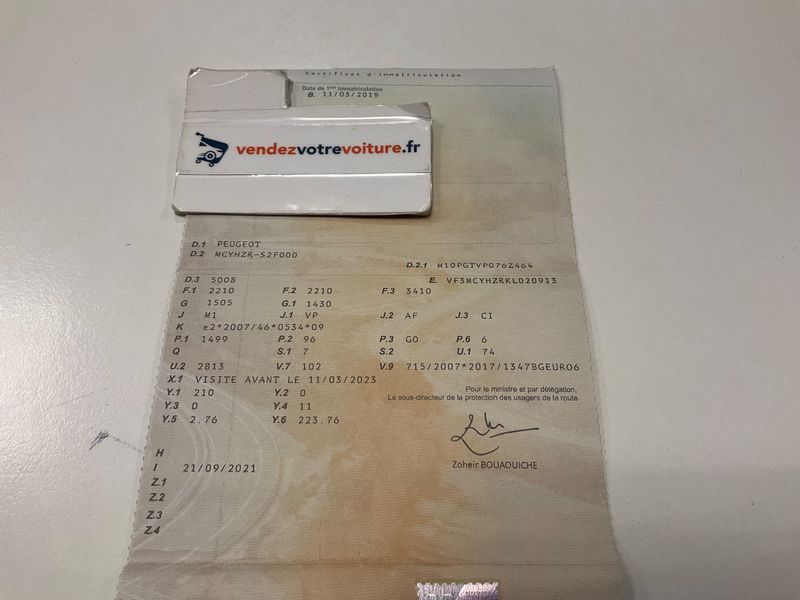 Certificat d'immatriculation
Date de 1ère immatriculation
B. 11/03/2019
vendezvotrevoiture.fr
D.1 PEUGEOT
D.2 MCYHZR-S2F000
D.2.1 M10PGTVP076Z464
D.3 5008 E. VF3MCYHZRKL020913
F.1 2210 F.2 2210 F.3 3410
G 1505 G.1 1430
J M1 J.1 VP J.2 AF J.3 CI
K e2*2007/46*0534*09
P.1 1499 P.2 96 P.3 GO P.6 6
Q S.1 7 S.2 U.1 74
U.2 2813 V.7 102 V.9 715/2007*2017/1347BGEURO6
X.1 VISITE AVANT LE 11/03/2023
Y.1 210 Y.2 0
Pour le ministre et par délégation,
Le sous-directeur de la protection des usagers de la route
Y.3 0 Y.4 11
Y.5 2.76 Y.6 223.76
H
Zoheir BOUAOUICHE
I 21/09/2021
Z.1
Z.2
Z.3
Z.4